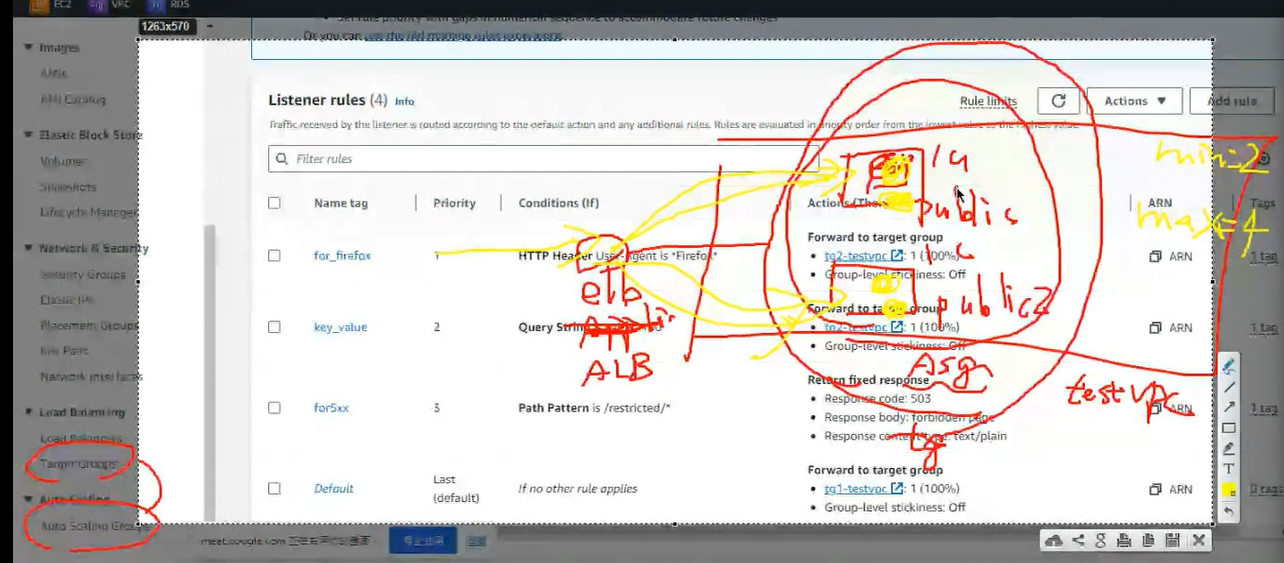 EC2 VPC RDS
Set rule priority with gaps in numerical sequence to accommodate future changes
1263x570
Or you can use the old manage rules experience.
Images
AMIs
AMI Catalog
Elastic Block Store
Volumes
Snapshots
Lifecycle Manager
Network & Security
Security Groups
Elastic IPs
Placement Groups
Key Pairs
Network Interfaces
Load Balancing
Load Balancers
Target Groups
Auto Scaling
Auto Scaling Groups
Listener rules (4) Info
Rule limits
Actions
Add rule
Traffic received by the listener is routed according to the default action and any additional rules. Rules are evaluated in priority order from the lowest value to the highest value.
Filter rules
Name tag Priority Conditions (If) Actions (Then) ARN Tags
for_firefox 1 HTTP Header User-Agent is *Firefox*
Forward to target group
tg2-testvpc: 1 (100%)
Group-level stickiness: Off
ARN 1 tag
key_value 2 Query String
Forward to target group
tg2-testvpc: 1 (100%)
Group-level stickiness: Off
ARN 1 tag
for5xx 3 Path Pattern is /restricted/*
Return fixed response
Response code: 503
Response body: forbidden page
Response content type: text/plain
ARN 1 tag
Default Last (default) If no other rule applies
Forward to target group
tg1-testvpc: 1 (100%)
Group-level stickiness: Off
ARN 0 tags
min=2
max=4
1a
public
1c
public2
elb
ALB
Asg
tg
testvpc
meet.google.com
T